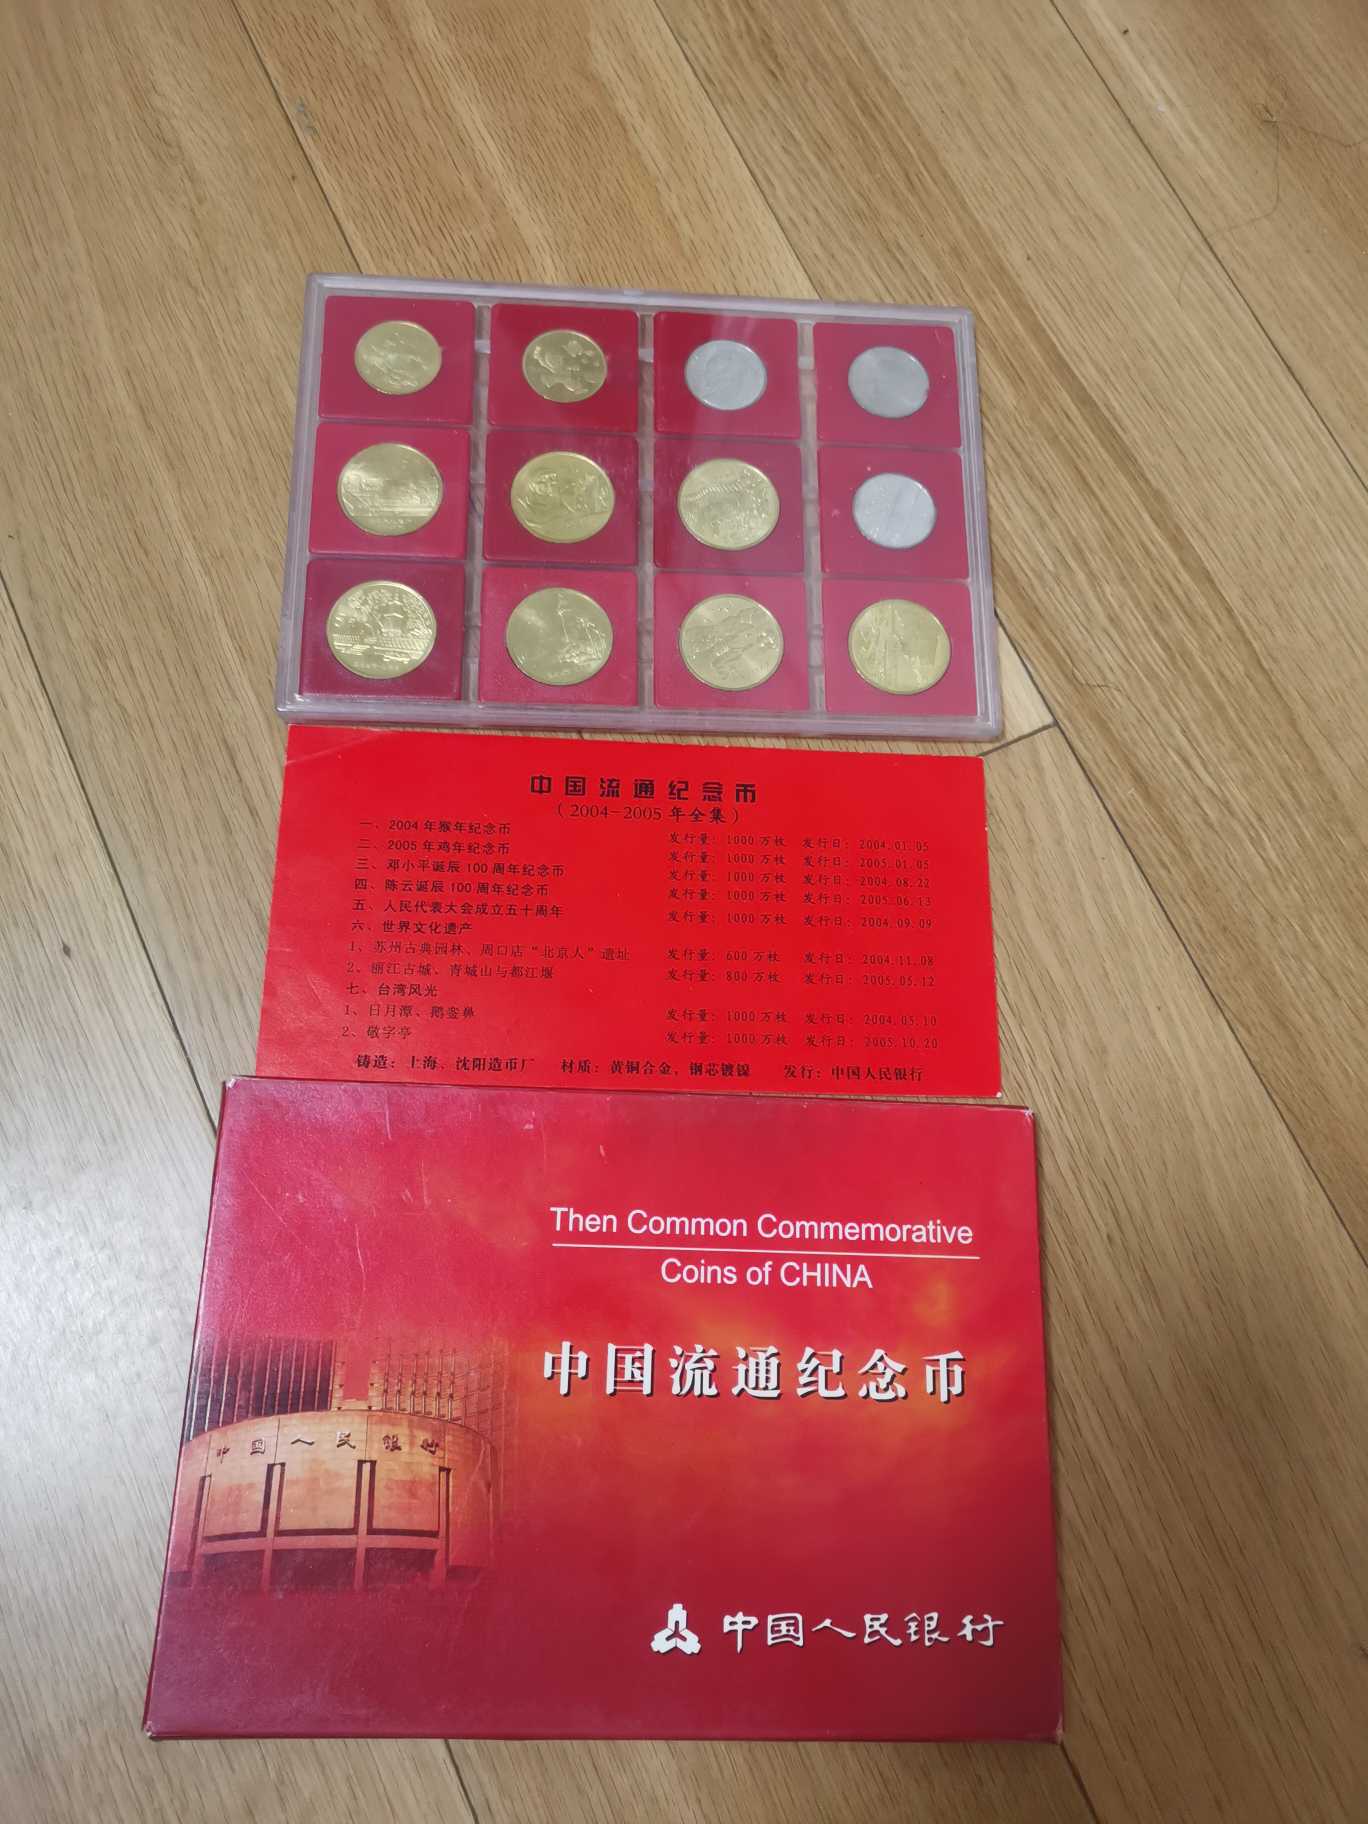 中国流通纪念币
（2004-2005年全集）
一、2004年猴年纪念币 发行量：1000万枚 发行日：2004.01.05
二、2005年鸡年纪念币 发行量：1000万枚 发行日：2005.01.05
三、邓小平诞辰100周年纪念币 发行量：1000万枚 发行日：2004.08.22
四、陈云诞辰100周年纪念币 发行量：1000万枚 发行日：2005.06.13
五、人民代表大会成立五十周年 发行量：1000万枚 发行日：2004.09.09
六、世界文化遗产
1、苏州古典园林、周口店“北京人”遗址 发行量：600万枚 发行日：2004.11.08
2、丽江古城、青城山与都江堰 发行量：800万枚 发行日：2005.05.12
七、台湾风光
1、日月潭、鹅銮鼻 发行量：1000万枚 发行日：2004.05.10
2、敬字亭 发行量：1000万枚 发行日：2005.10.20
铸造：上海、沈阳造币厂 材质：黄铜合金，钢芯镀镍 发行：中国人民银行
Then Common Commemorative
Coins of CHINA
中国流通纪念币
中国人民银行
中国人民银行